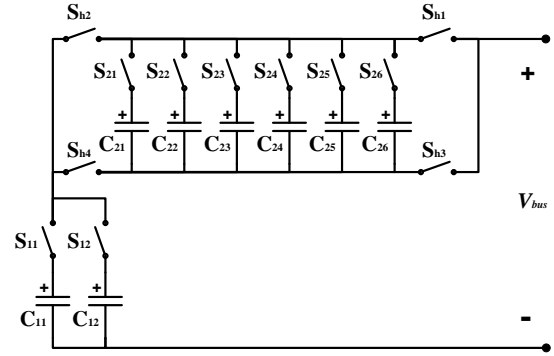 Sh2 Sh1
S21 S22 S23 S24 S25 S26
+ + + + + + +
C21 C22 C23 C24 C25 C26
Sh4 Sh3
Vbus
S11 S12
+ + -
C11 C12